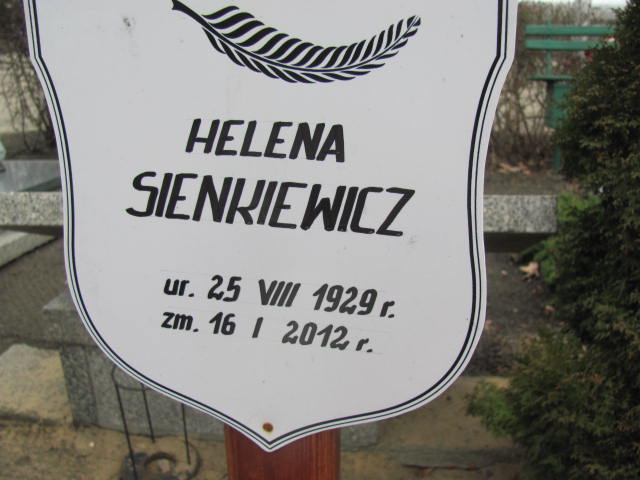 HELENA
SIENKIEWICZ
ur. 25 VIII 1929 r.
zm. 16 I 2012 r.